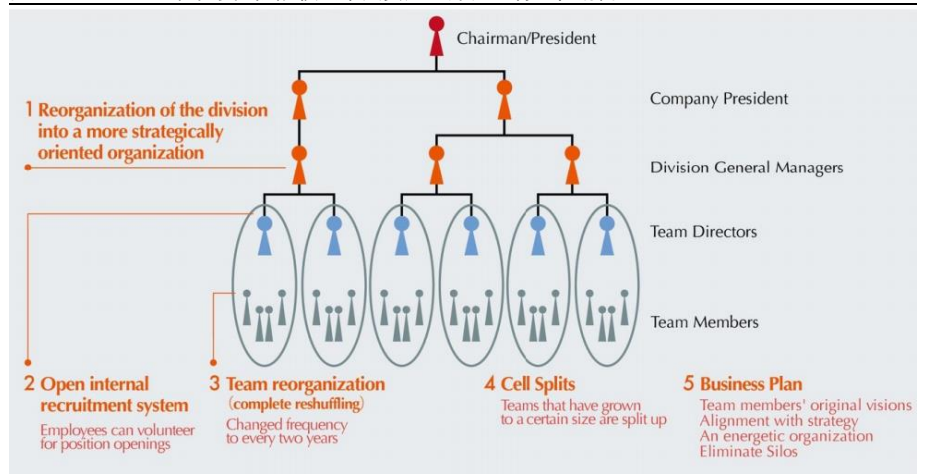 Chairman/President
Company President
1 Reorganization of the division
into a more strategically
oriented organization
Division General Managers
Team Directors
Team Members
2 Open internal
recruitment system
Employees can volunteer
for position openings
3 Team reorganization
(complete reshuffling)
Changed frequency
to every two years
4 Cell Splits
Teams that have grown
to a certain size are split up
5 Business Plan
Team members' original visions
Alignment with strategy
An energetic organization
Eliminate Silos